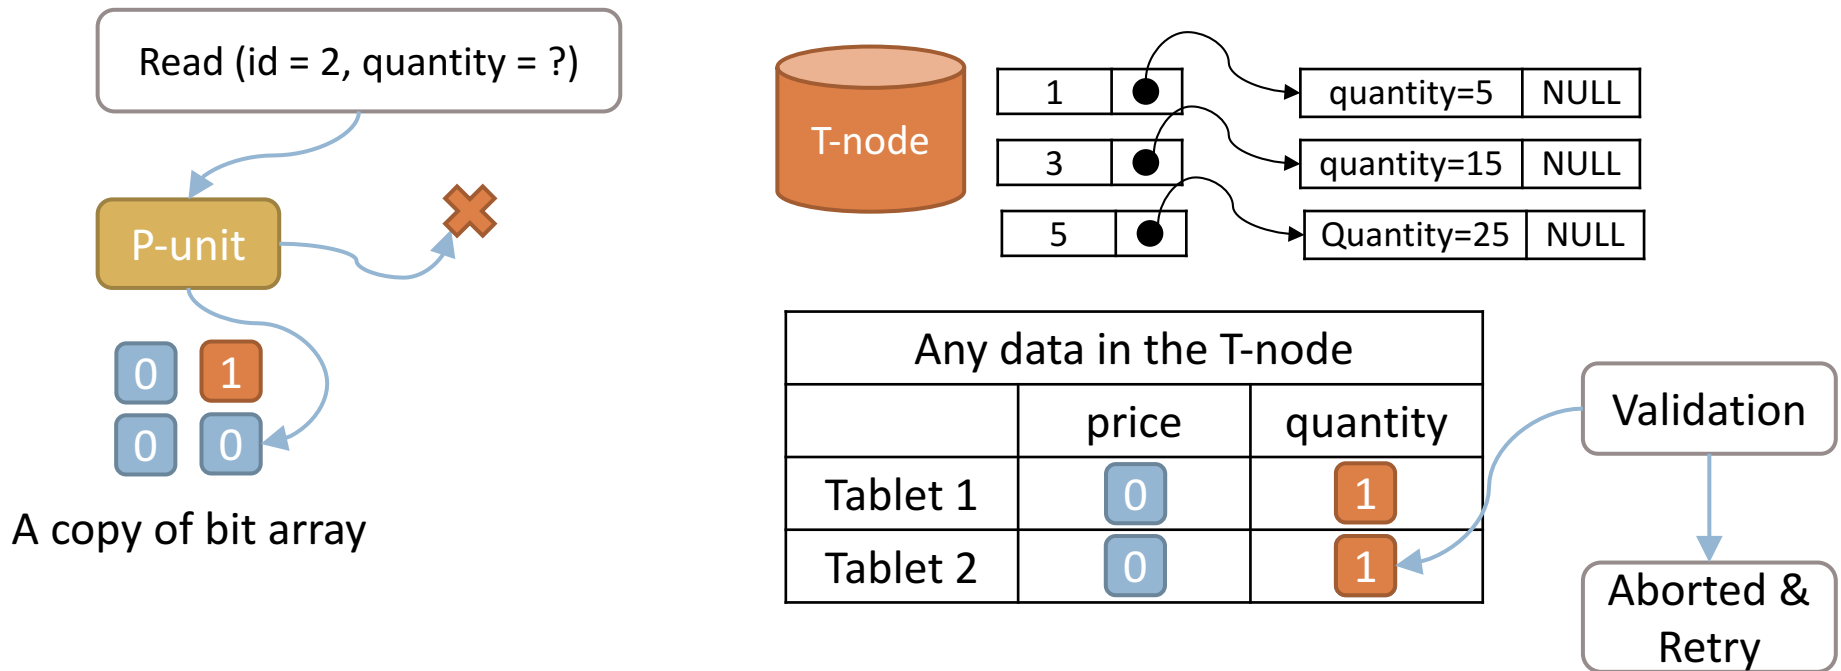 Read (id = 2, quantity = ?)
P-unit
0 1
0 0
A copy of bit array
T-node
1 quantity=5 NULL
3 quantity=15 NULL
5 Quantity=25 NULL
Any data in the T-node
price quantity
Tablet 1 0 1
Tablet 2 0 1
Validation
Aborted &
Retry